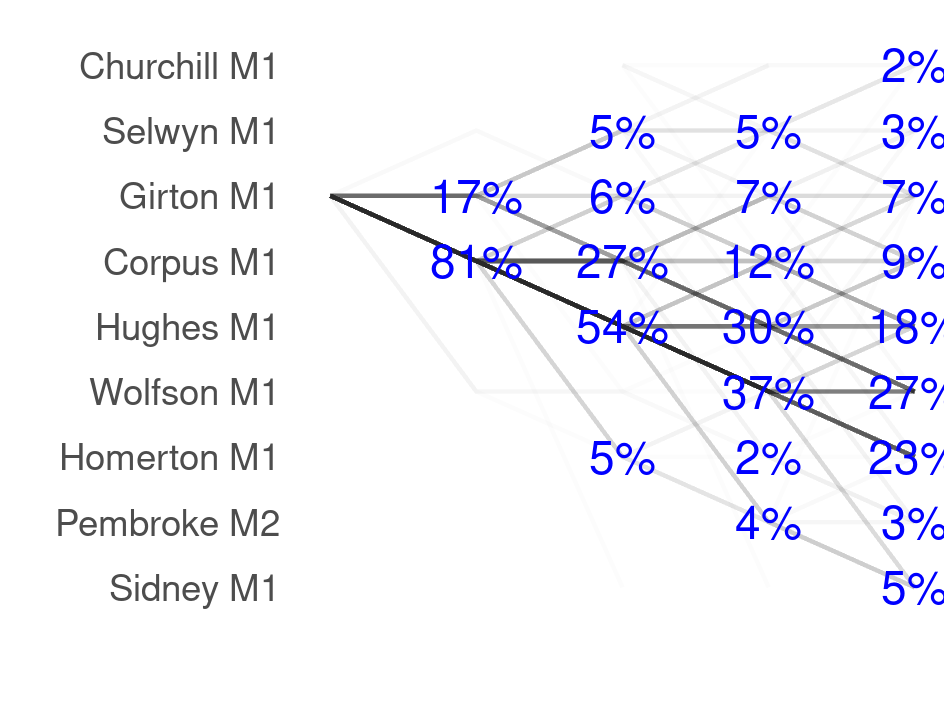 Churchill M1 2%
Selwyn M1 5% 5% 3%
Girton M1 17% 6% 7% 7%
Corpus M1 81% 27% 12% 9%
Hughes M1 54% 30% 18%
Wolfson M1 37% 27%
Homerton M1 5% 2% 23%
Pembroke M2 4% 3%
Sidney M1 5%